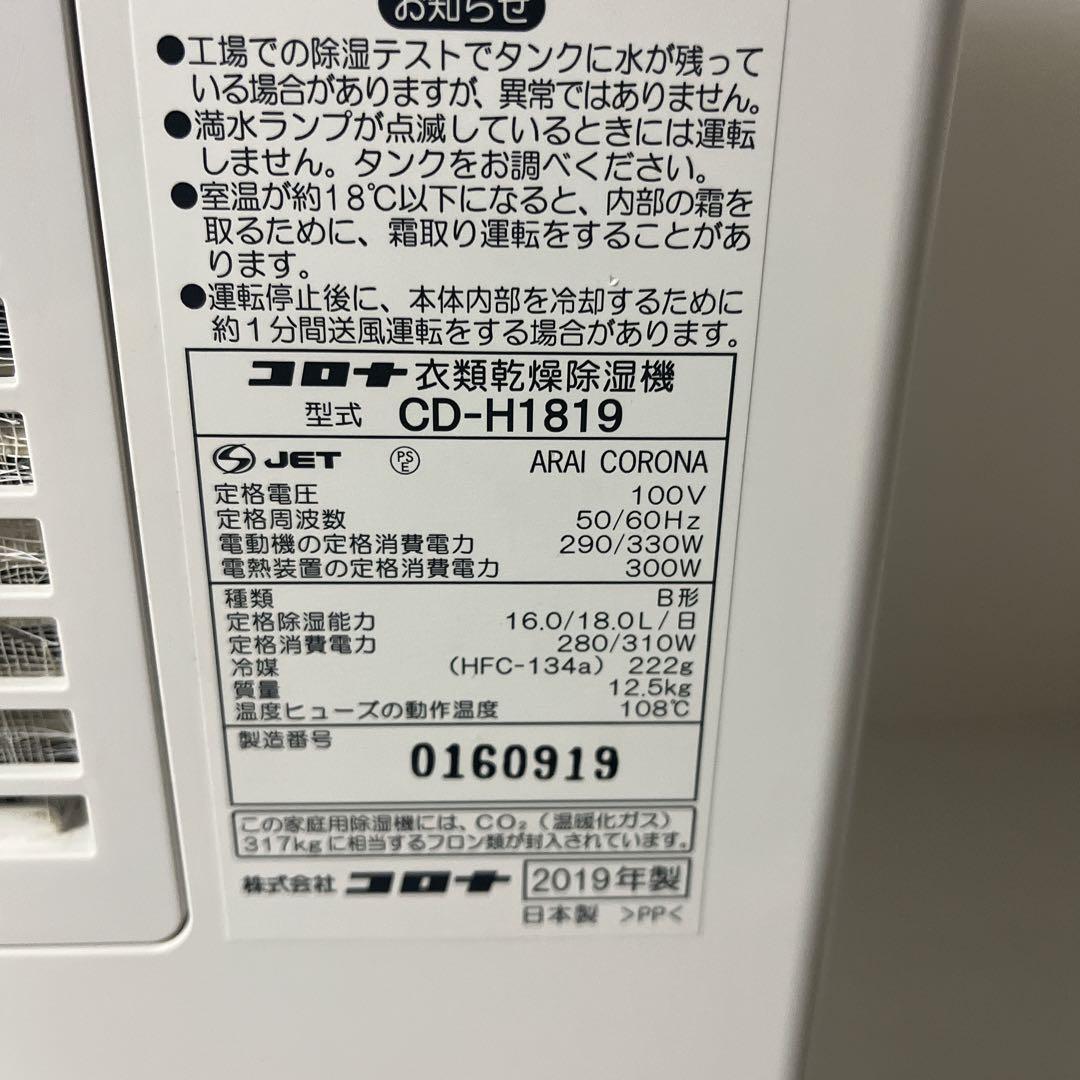 お知らせ
●工場での除湿テストでタンクに水が残って
いる場合がありますが、異常ではありません。
●満水ランプが点滅しているときには運転
しません。タンクをお調べください。
●室温が約18℃以下になると、内部の霜を
取るために、霜取り運転をすることがあ
ります。
●運転停止後に、本体内部を冷却するために
約1分間送風運転をする場合があります。
コロナ衣類乾燥除湿機
型式 CD-H1819
JET PSE ARAI CORONA
定格電圧 100V
定格周波数 50/60Hz
電動機の定格消費電力 290/330W
電熱装置の定格消費電力 300W
種類 B形
定格除湿能力 16.0/18.0L/日
定格消費電力 280/310W
冷媒 (HFC-134a) 222g
質量 12.5kg
温度ヒューズの動作温度 108℃
製造番号
0160919
この家庭用除湿機には、CO₂(温暖化ガス)
317kgに相当するフロン類が封入されています。
株式会社 コロナ 2019年製
日本製 >PP<